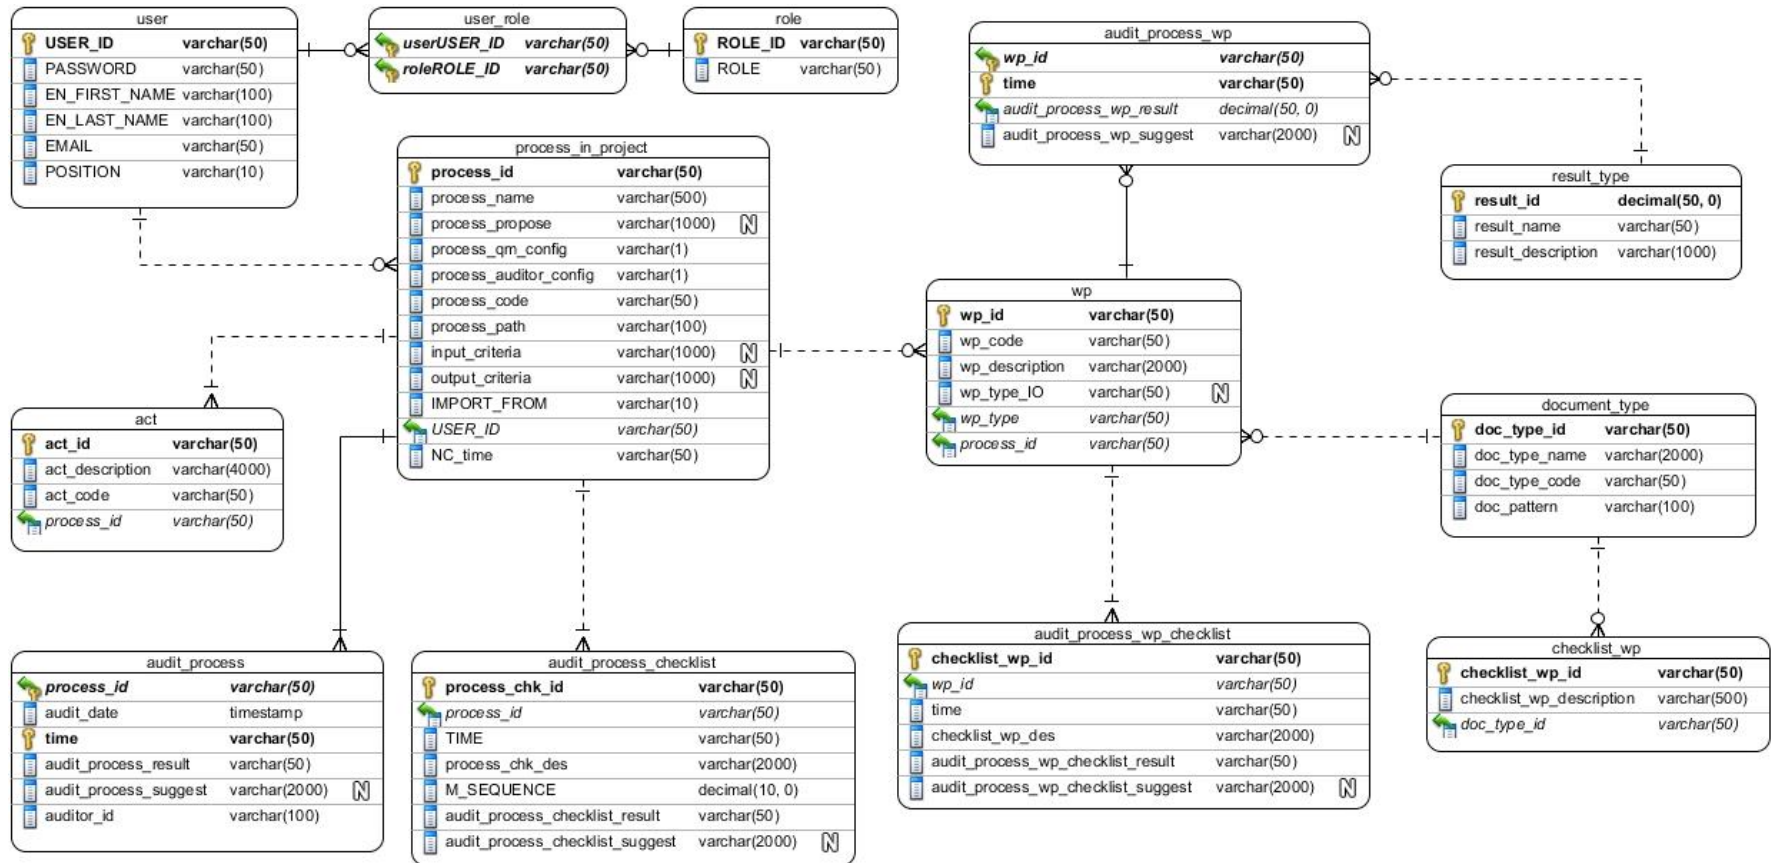 user
USER_ID varchar(50)
PASSWORD varchar(50)
EN_FIRST_NAME varchar(100)
EN_LAST_NAME varchar(100)
EMAIL varchar(50)
POSITION varchar(10)
user_role
userUSER_ID varchar(50)
roleROLE_ID varchar(50)
role
ROLE_ID varchar(50)
ROLE varchar(50)
audit_process_wp
wp_id varchar(50)
time varchar(50)
audit_process_wp_result decimal(50, 0)
audit_process_wp_suggest varchar(2000) N
process_in_project
process_id varchar(50)
process_name varchar(500)
process_propose varchar(1000) N
process_qm_config varchar(1)
process_auditor_config varchar(1)
process_code varchar(50)
process_path varchar(100)
input_criteria varchar(1000) N
output_criteria varchar(1000) N
IMPORT_FROM varchar(10)
USER_ID varchar(50)
NC_time varchar(50)
result_type
result_id decimal(50, 0)
result_name varchar(50)
result_description varchar(1000)
wp
wp_id varchar(50)
wp_code varchar(50)
wp_description varchar(2000)
wp_type_IO varchar(50) N
wp_type varchar(50)
process_id varchar(50)
act
act_id varchar(50)
act_description varchar(4000)
act_code varchar(50)
process_id varchar(50)
document_type
doc_type_id varchar(50)
doc_type_name varchar(2000)
doc_type_code varchar(50)
doc_pattern varchar(100)
audit_process
process_id varchar(50)
audit_date timestamp
time varchar(50)
audit_process_result varchar(50)
audit_process_suggest varchar(2000) N
auditor_id varchar(100)
audit_process_checklist
process_chk_id varchar(50)
process_id varchar(50)
TIME varchar(50)
process_chk_des varchar(2000)
M_SEQUENCE decimal(10, 0)
audit_process_checklist_result varchar(50)
audit_process_checklist_suggest varchar(2000) N
audit_process_wp_checklist
checklist_wp_id varchar(50)
wp_id varchar(50)
time varchar(50)
checklist_wp_des varchar(2000)
audit_process_wp_checklist_result varchar(50)
audit_process_wp_checklist_suggest varchar(2000) N
checklist_wp
checklist_wp_id varchar(50)
checklist_wp_description varchar(500)
doc_type_id varchar(50)